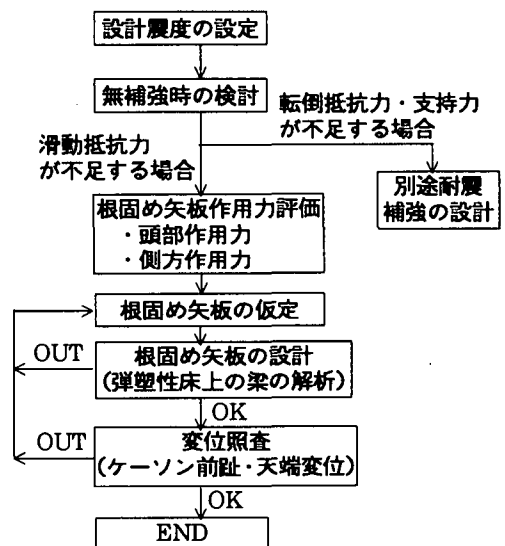 設計震度の設定
無補強時の検討
転倒抵抗力・支持力
が不足する場合
滑動抵抗力
が不足する場合
別途耐震
補強の設計
根固め矢板作用力評価
・頭部作用力
・側方作用力
根固め矢板の仮定
OUT
根固め矢板の設計
(弾塑性床上の梁の解析)
OK
OUT
変位照査
(ケーソン前趾・天端変位)
OK
END